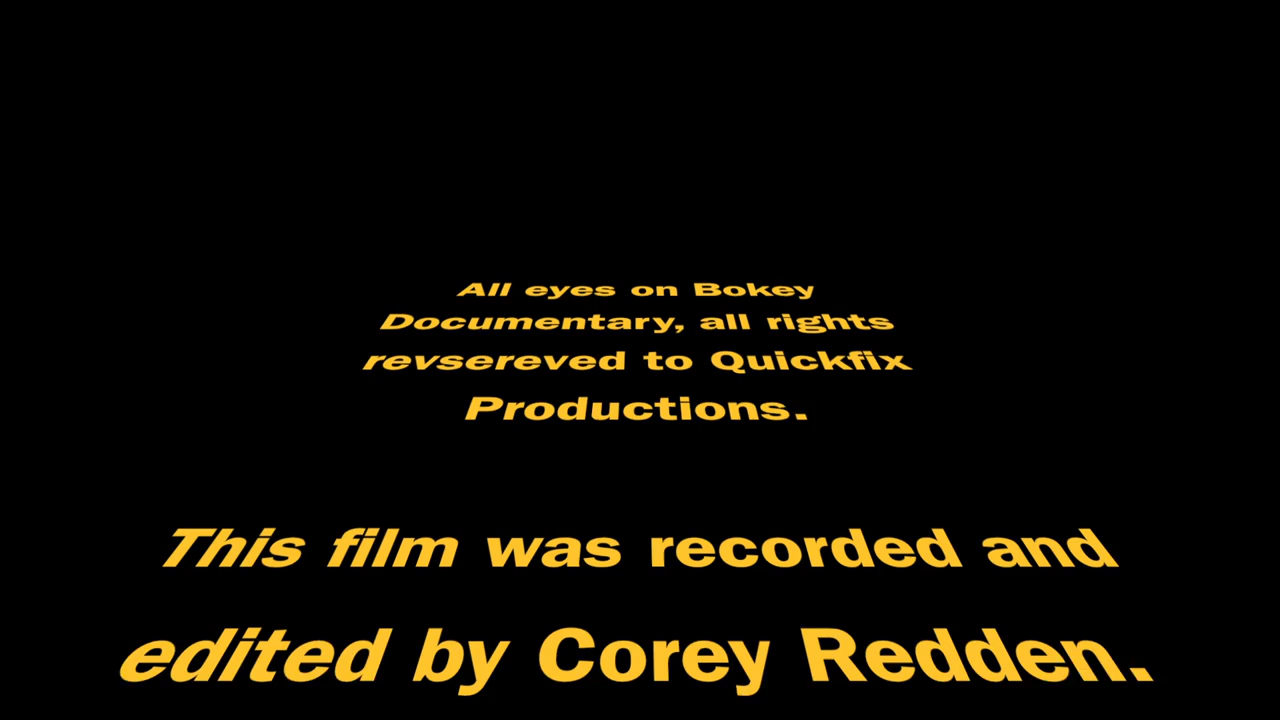 All eyes on Bokey
Documentary, all rights
revsereved to Quickfix
Productions.
This film was recorded and
edited by Corey Redden.